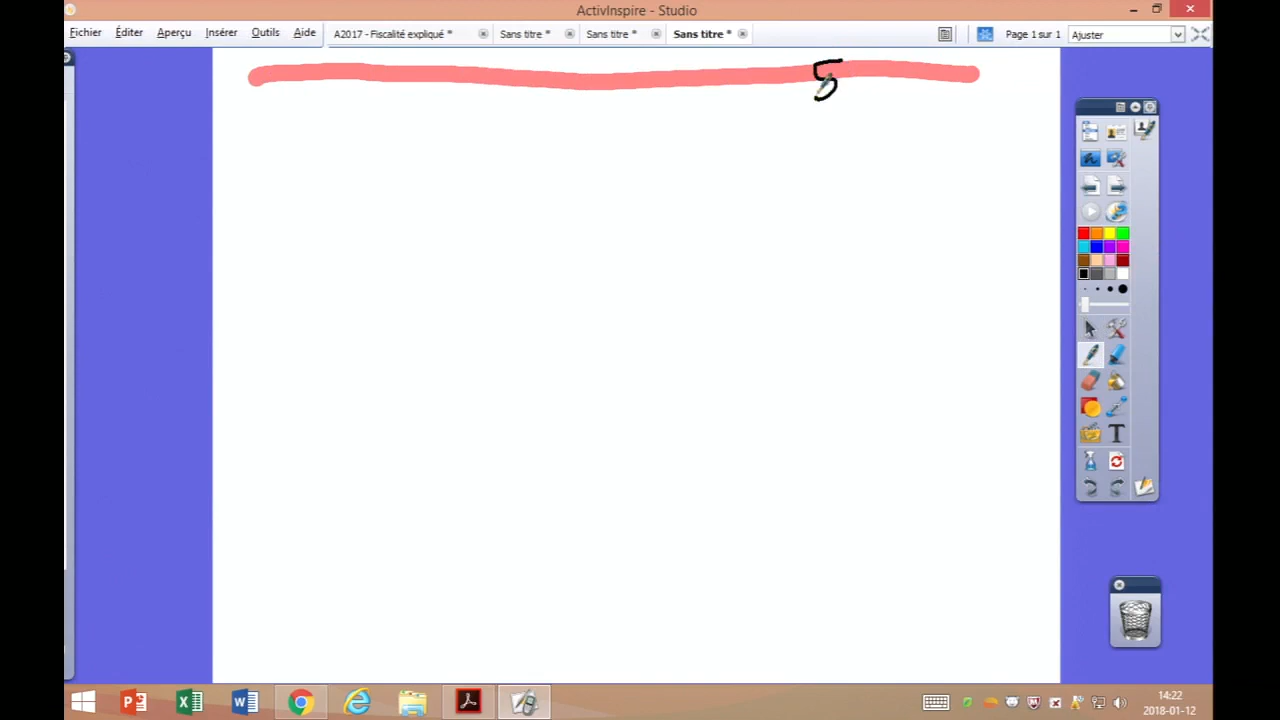 ActivInspire - Studio
Fichier Éditer Aperçu Insérer Outils Aide A2017 - Fiscalité expliqué * Sans titre * Sans titre * Sans titre * Page 1 sur 1 Ajuster
5
T
14:22
2018-01-12